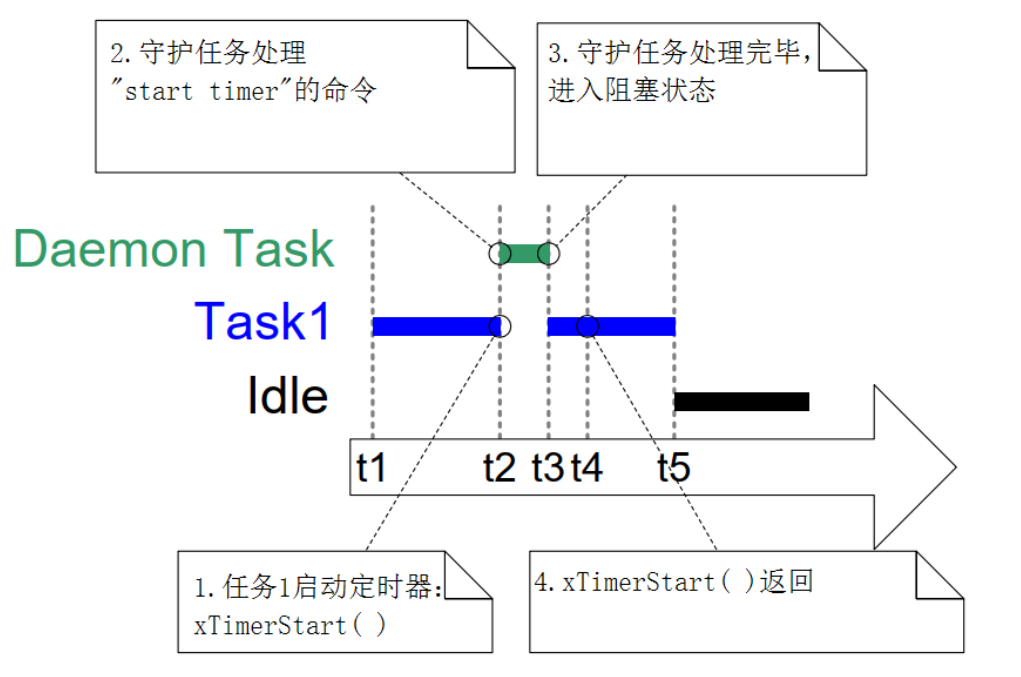 2.守护任务处理
"start timer"的命令
3.守护任务处理完毕，
进入阻塞状态
Daemon Task
Task1
Idle
t1 t2 t3 t4 t5
1.任务1启动定时器：
xTimerStart( )
4.xTimerStart( )返回